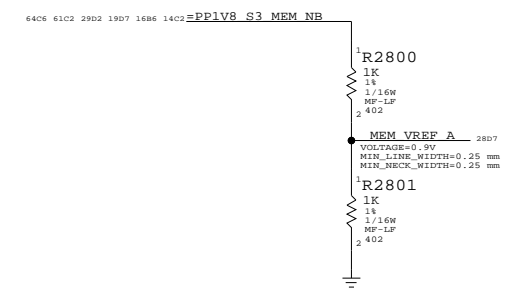 64C6 61C2 29D2 19D7 16B6 14C2 =PP1V8_S3_MEM_NB
1
R2800
1K
1%
1/16W
MF-LF
2 402
MEM_VREF_A 28D7
VOLTAGE=0.9V
MIN_LINE_WIDTH=0.25 mm
MIN_NECK_WIDTH=0.25 mm
1
R2801
1K
1%
1/16W
MF-LF
2 402